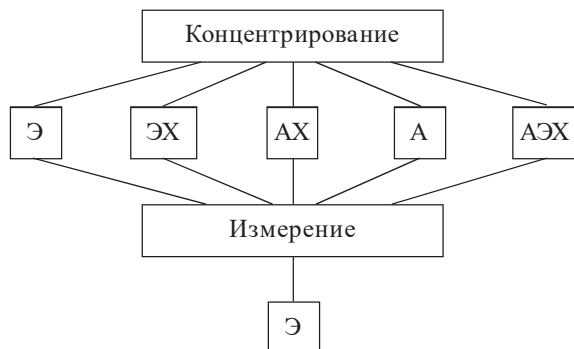 Концентрирование
Э ЭХ АХ А АЭХ
Измерение
Э